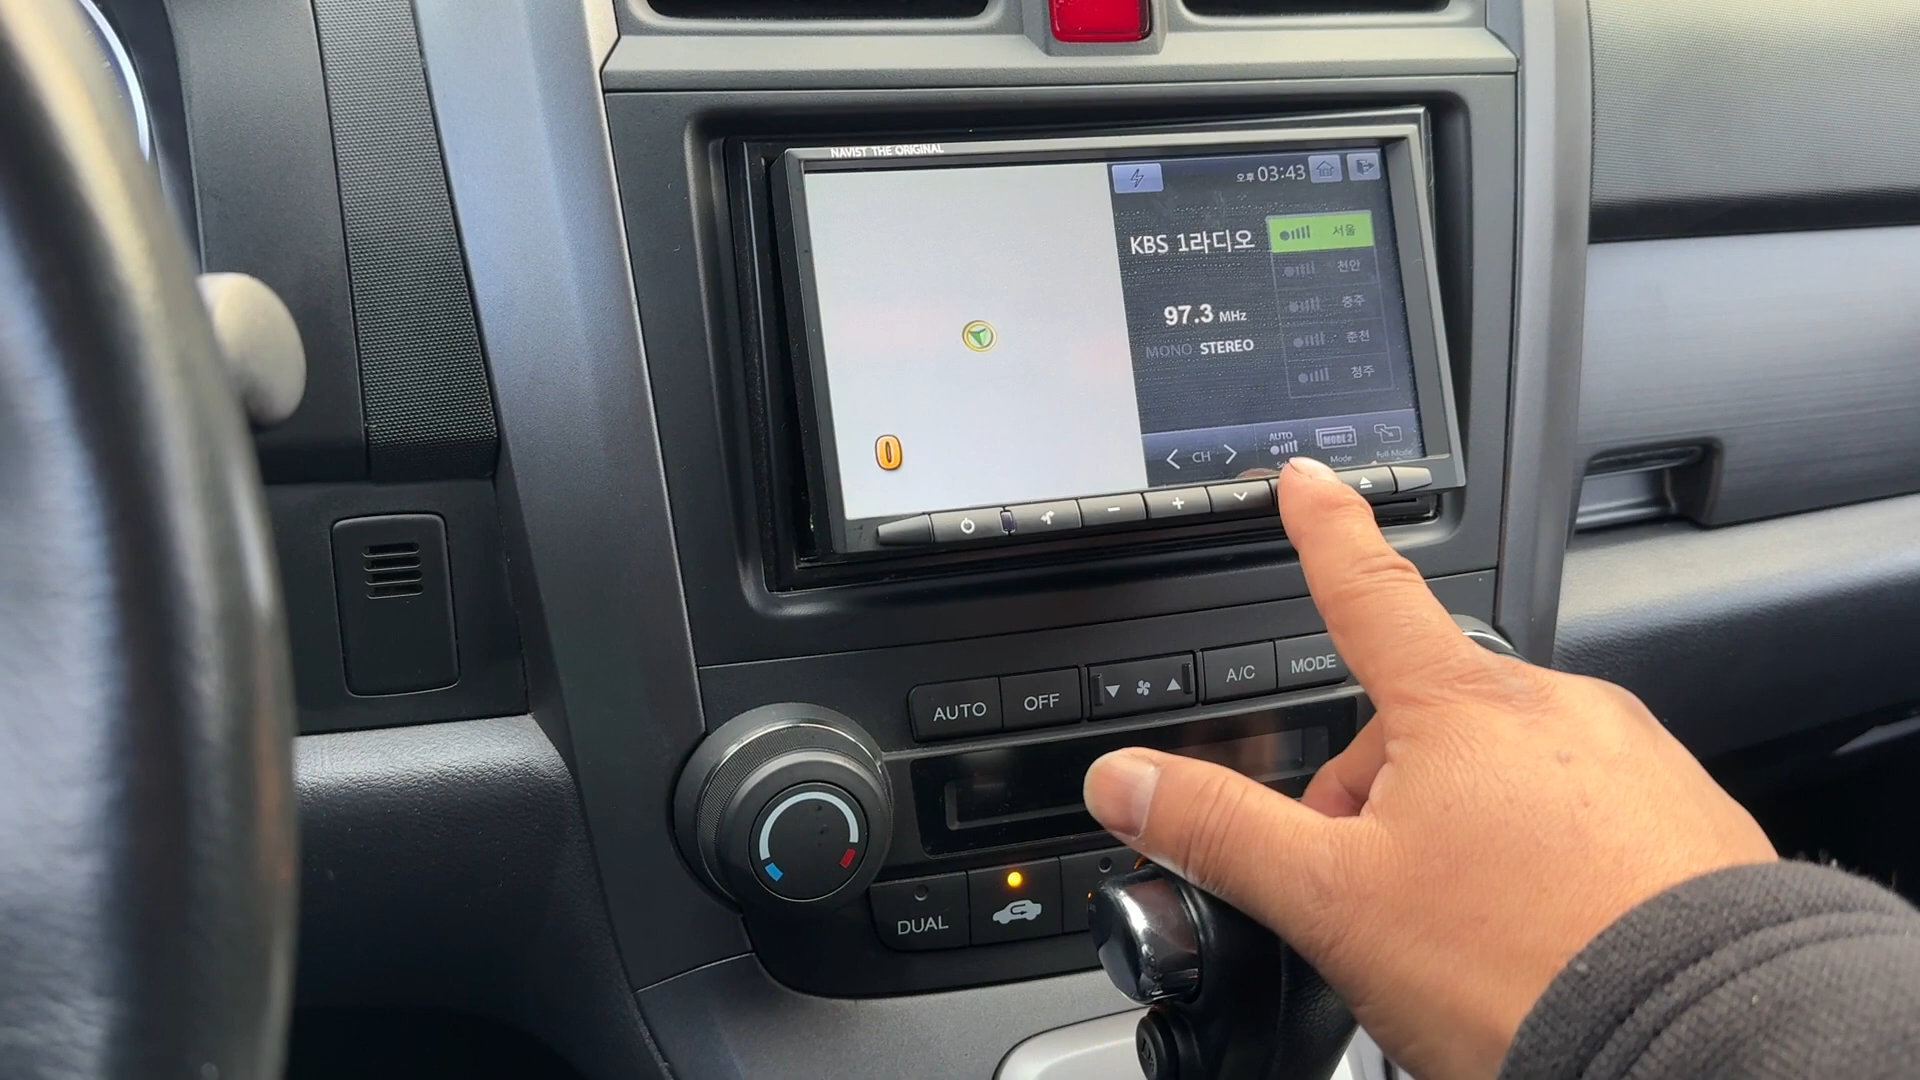 NAVIST THE ORIGINAL
오후 03:43
KBS 1라디오
서울
천안
충주
춘천
청주
97.3 MHz
MONO STEREO
0
CH
AUTO
MODE 2
Mode
Full Mode
AUTO
OFF
A/C
MODE
DUAL